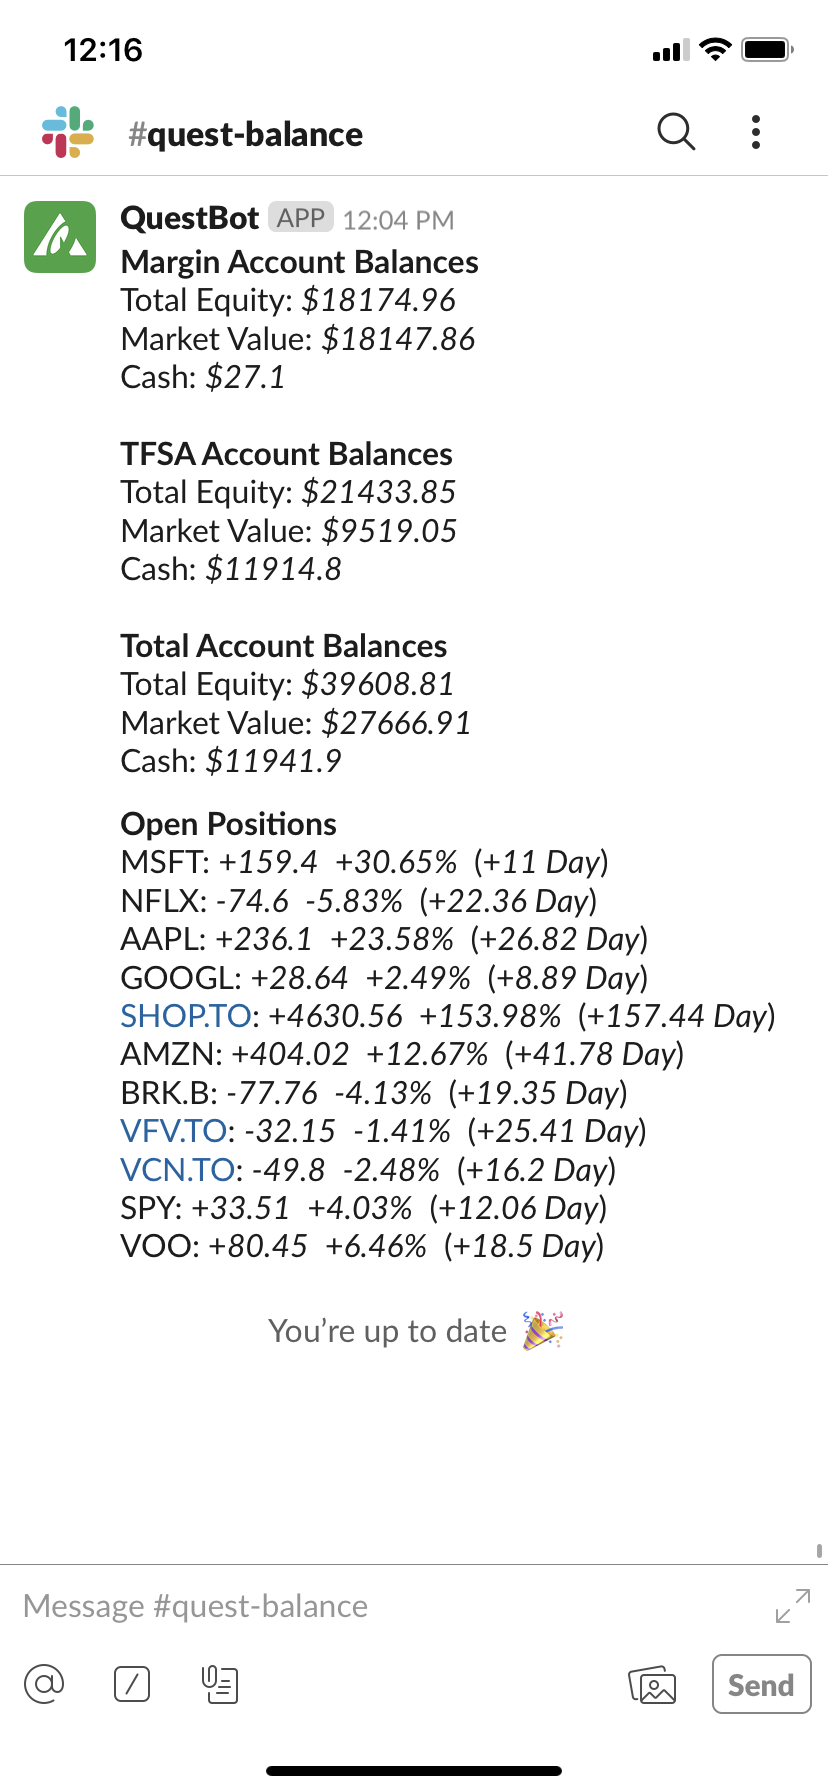 12:16
#quest-balance
QuestBot APP 12:04 PM
Margin Account Balances
Total Equity: $18174.96
Market Value: $18147.86
Cash: $27.1
TFSA Account Balances
Total Equity: $21433.85
Market Value: $9519.05
Cash: $11914.8
Total Account Balances
Total Equity: $39608.81
Market Value: $27666.91
Cash: $11941.9
Open Positions
MSFT: +159.4 +30.65% (+11 Day)
NFLX: -74.6 -5.83% (+22.36 Day)
AAPL: +236.1 +23.58% (+26.82 Day)
GOOGL: +28.64 +2.49% (+8.89 Day)
SHOP.TO: +4630.56 +153.98% (+157.44 Day)
AMZN: +404.02 +12.67% (+41.78 Day)
BRK.B: -77.76 -4.13% (+19.35 Day)
VFV.TO: -32.15 -1.41% (+25.41 Day)
VCN.TO: -49.8 -2.48% (+16.2 Day)
SPY: +33.51 +4.03% (+12.06 Day)
VOO: +80.45 +6.46% (+18.5 Day)
You’re up to date 🎉
Message #quest-balance
Send